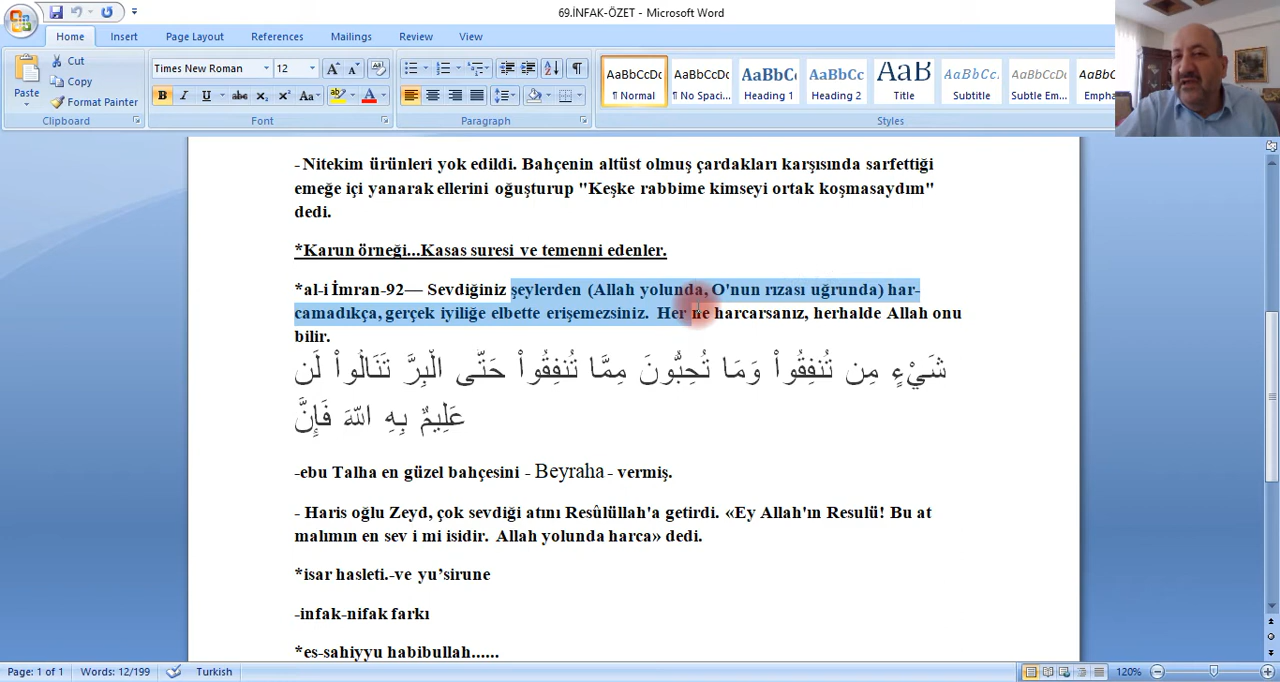 69.İNFAK-ÖZET - Microsoft Word
Home Insert Page Layout References Mailings Review View
Paste
Cut
Copy
Format Painter
Clipboard
Times New Roman 12
Font
Paragraph
AaBbCcDc AaBbCcDc AaBbC AaBbCc AaB AaBbCc. AaBbCcDc AaBbCcDc
¶ Normal ¶ No Spaci... Heading 1 Heading 2 Title Subtitle Subtle Em... Empha
Styles
- Nitekim ürünleri yok edildi. Bahçenin altüst olmuş çardakları karşısında sarfettiği
emeğe içi yanarak ellerini oğuşturup "Keşke rabbime kimseyi ortak koşmasaydım"
dedi.
*Karun örneği...Kasas suresi ve temenni edenler.
*al-i İmran-92— Sevdiğiniz şeylerden (Allah yolunda, O'nun rızası uğrunda) har-
camadıkça, gerçek iyiliğe elbette erişemezsiniz. Her ne harcarsanız, herhalde Allah onu
bilir.
شَيْءٍ مِن تُنفِقُواْ وَمَا تُحِبُّونَ مِمَّا تُنفِقُواْ حَتَّى الْبِرَّ تَنَالُواْ لَن
عَلِيمٌ بِهِ اللّهَ فَإِنَّ
-ebu Talha en güzel bahçesini - Beyraha - vermiş.
- Haris oğlu Zeyd, çok sevdiği atını Resûlüllah'a getirdi. «Ey Allah'ın Resulü! Bu at
malımın en sev i mi isidir. Allah yolunda harca» dedi.
*isar hasleti.-ve yu’sirune
-infak-nifak farkı
*es-sahiyyu habibullah......
Page: 1 of 1 Words: 12/199 Turkish 120%